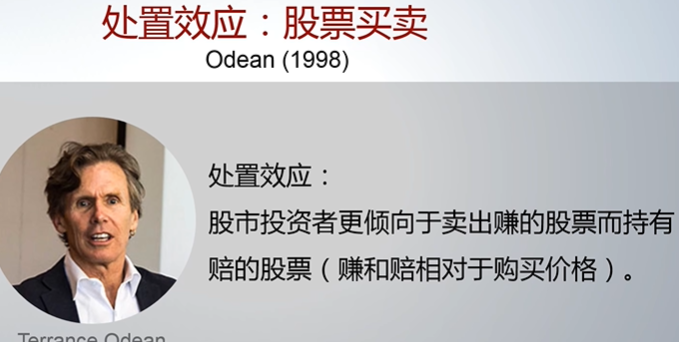 处置效应：股票买卖
Odean (1998)
处置效应：
股市投资者更倾向于卖出赚的股票而持有
赔的股票（赚和赔相对于购买价格）。
Terrance Odean